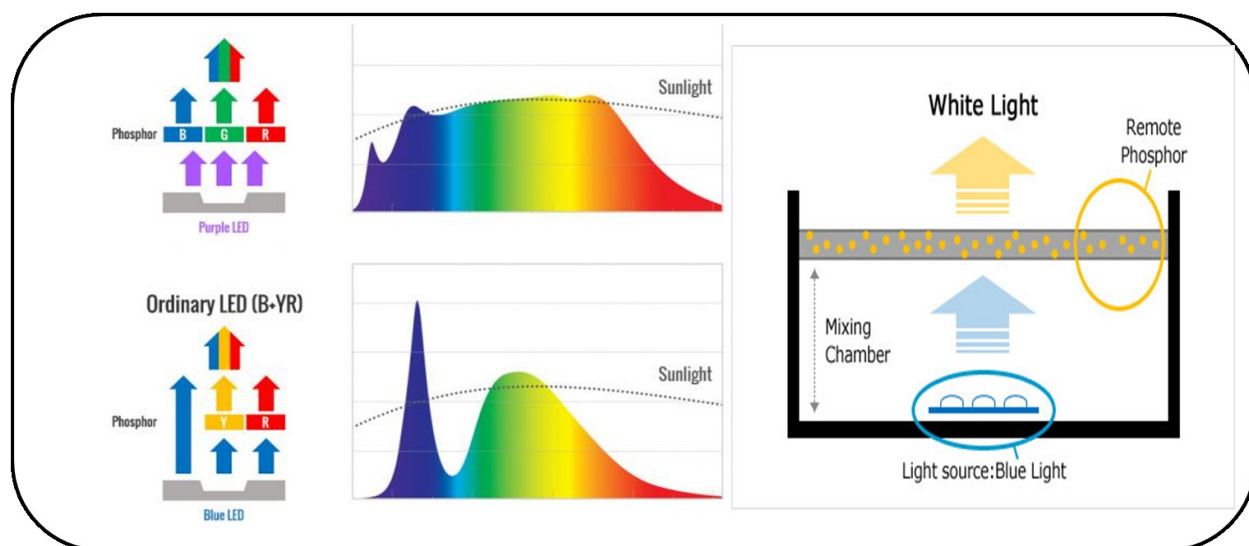 Phosphor
B G R
Purple LED
Sunlight
Ordinary LED (B+YR)
Phosphor
Y R
Blue LED
Sunlight
White Light
Remote
Phosphor
Mixing
Chamber
Light source:Blue Light